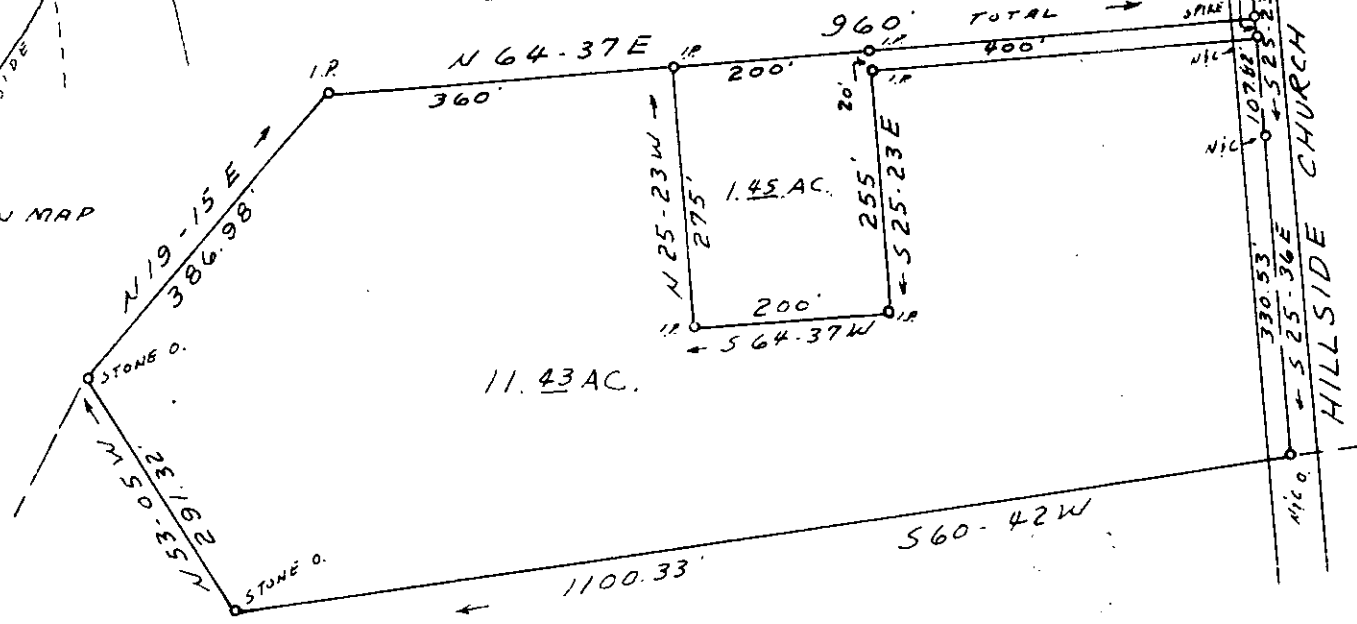 960' TOTAL →
SPIKE
N 64-37 E
I.P.
I.P.
I.P.
360'
200'
400'
20'
I.P.
N/C
107.82'
← S 25-23
N/C
N 19-15 E →
386.98'
N MAP
N 25-23 W →
275'
1.45 AC.
255'
← S 25-23 E
200'
← S 64-37 W
I.P.
I.P.
11.43 AC.
330.53'
← S 25-36 E
HILLSIDE CHURCH
STONE O.
N 53-05 W →
291.32'
STONE O.
1100.33'
←
S 60-42 W
N/C O.